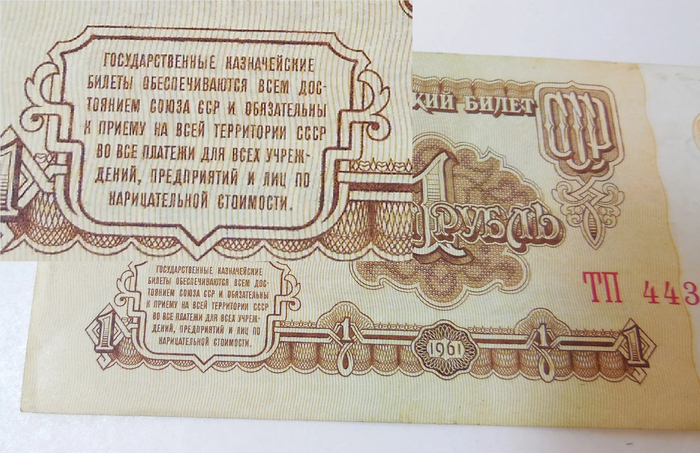 ГОСУДАРСТВЕННЫЕ КАЗНАЧЕЙСКИЕ
БИЛЕТЫ ОБЕСПЕЧИВАЮТСЯ ВСЕМ ДОС-
ТОЯНИЕМ СОЮЗА ССР И ОБЯЗАТЕЛЬНЫ
К ПРИЕМУ НА ВСЕЙ ТЕРРИТОРИИ СССР
ВО ВСЕ ПЛАТЕЖИ ДЛЯ ВСЕХ УЧРЕЖ-
ДЕНИЙ, ПРЕДПРИЯТИЙ И ЛИЦ ПО
НАРИЦАТЕЛЬНОЙ СТОИМОСТИ.
1
КИЙ БИЛЕТ
1 РУБЛЬ
ТП 443
ГОСУДАРСТВЕННЫЕ КАЗНАЧЕЙСКИЕ
БИЛЕТЫ ОБЕСПЕЧИВАЮТСЯ ВСЕМ ДОС-
ТОЯНИЕМ СОЮЗА ССР И ОБЯЗАТЕЛЬНЫ
К ПРИЕМУ НА ВСЕЙ ТЕРРИТОРИИ СССР
ВО ВСЕ ПЛАТЕЖИ ДЛЯ ВСЕХ УЧРЕЖ-
ДЕНИЙ, ПРЕДПРИЯТИЙ И ЛИЦ ПО
НАРИЦАТЕЛЬНОЙ СТОИМОСТИ.
1 1 1961 1 1